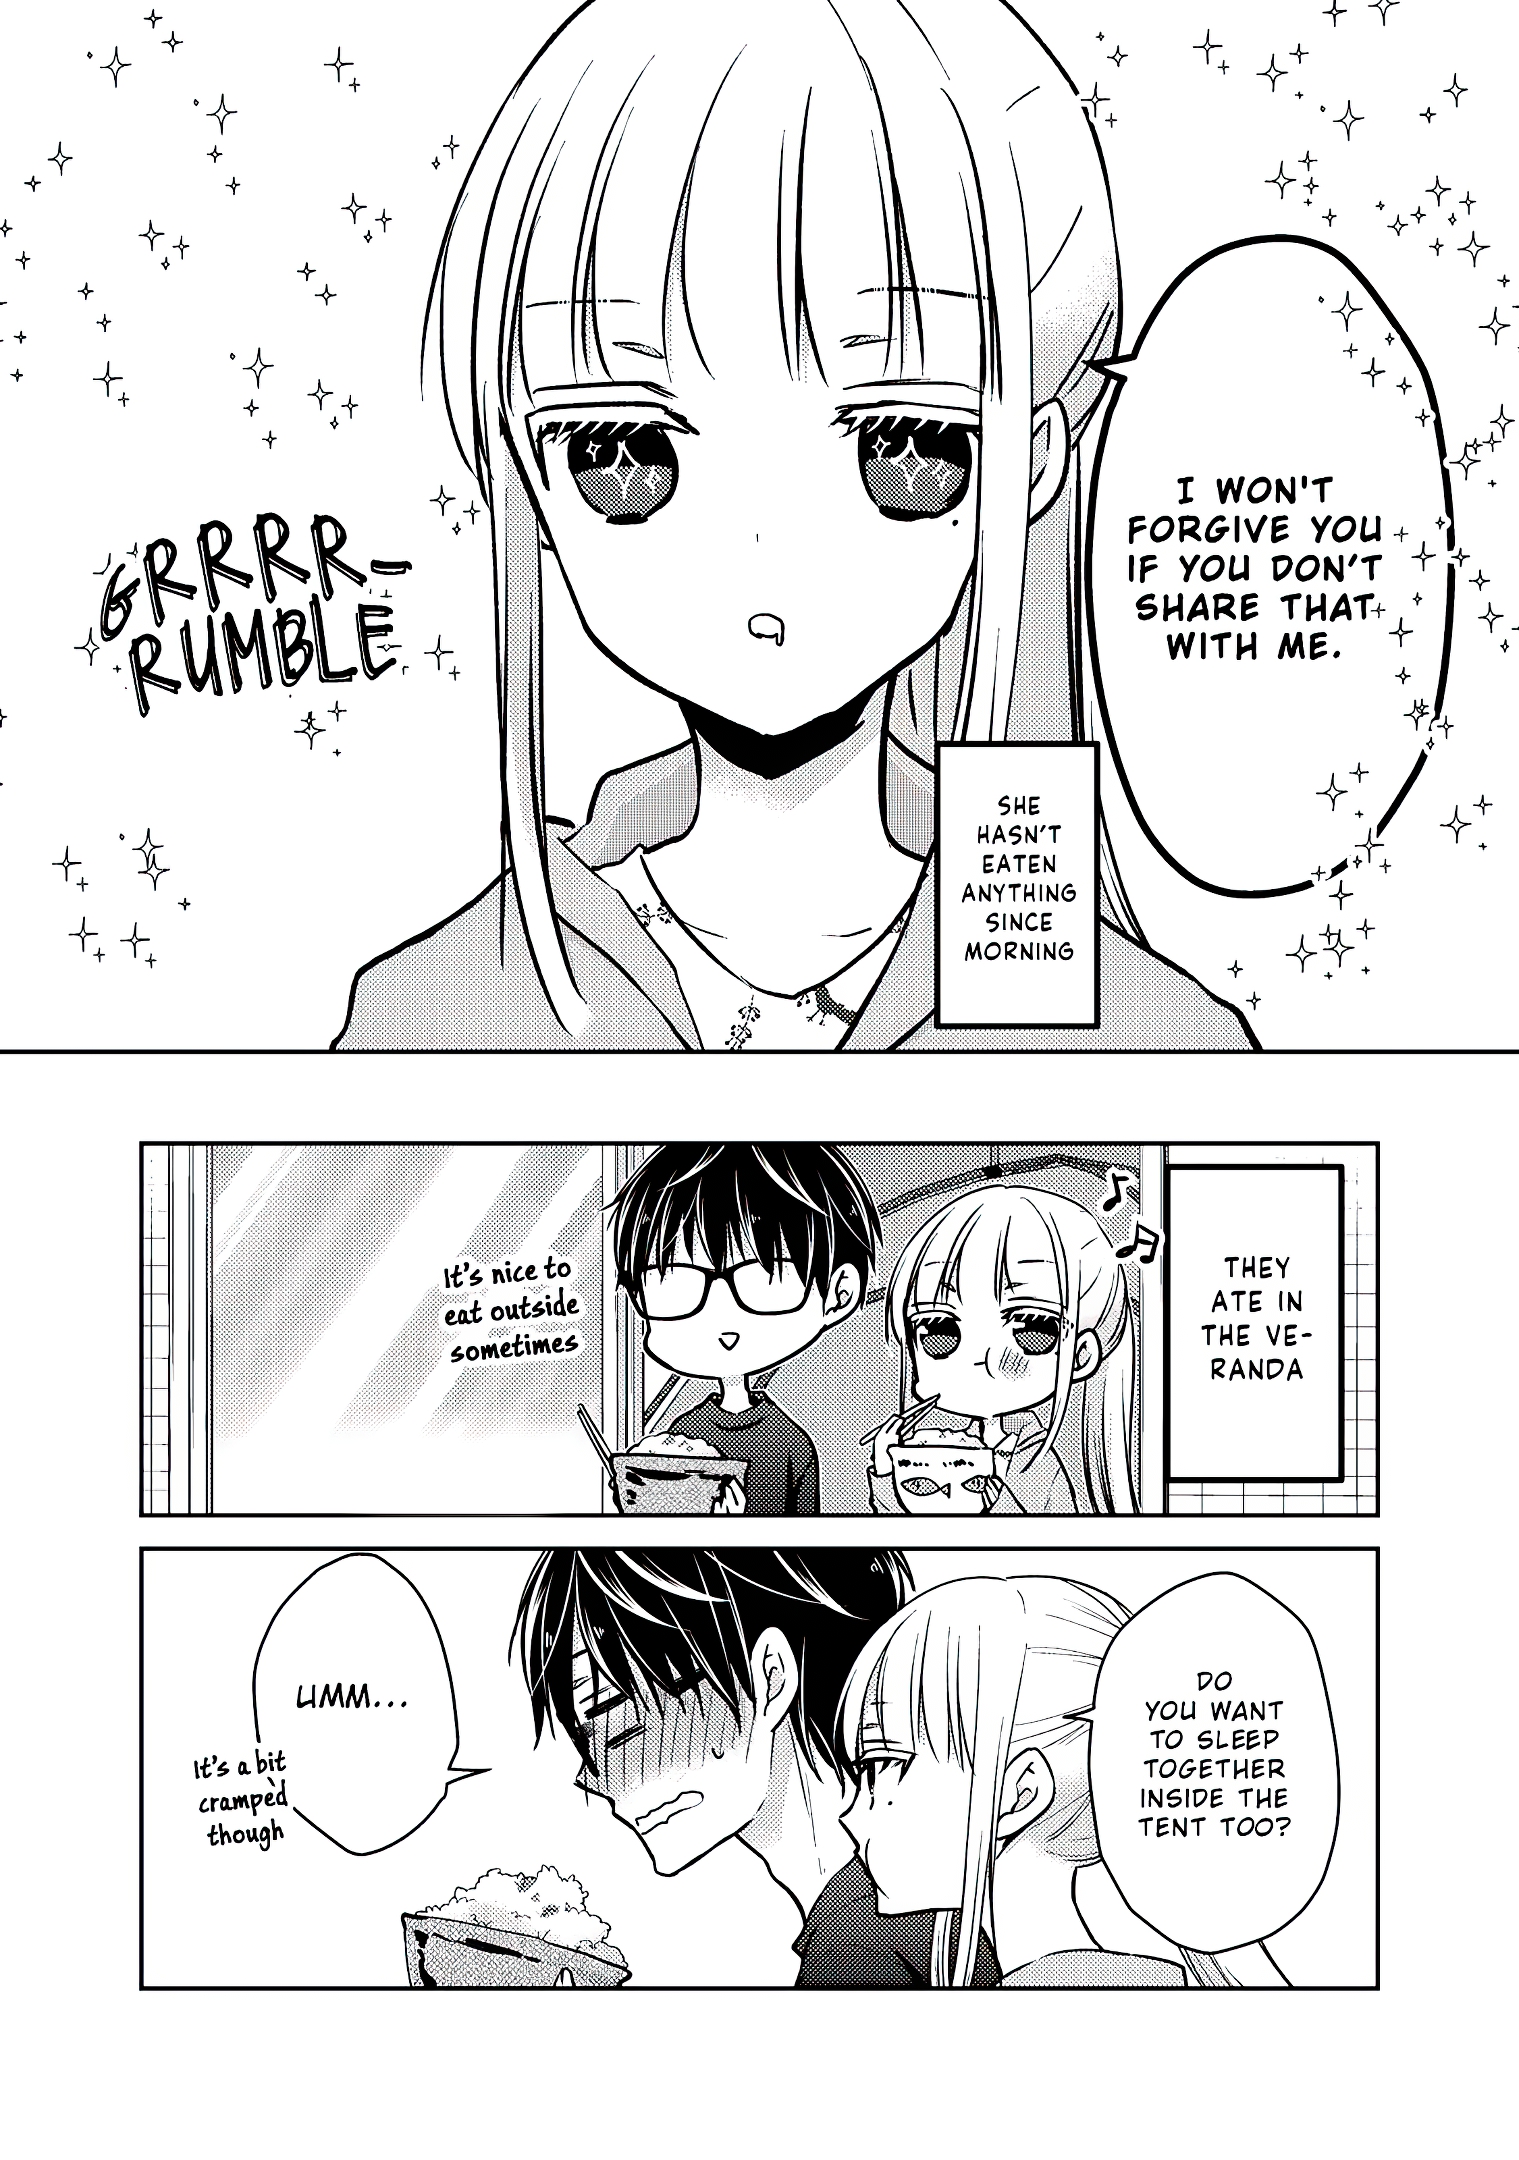 I WON'T
FORGIVE YOU
IF YOU DON'T
SHARE THAT
WITH ME.
GRRRR-
RUMBLE
SHE
HASN'T
EATEN
ANYTHING
SINCE
MORNING
THEY
ATE IN
THE VE-
RANDA
It's nice to
eat outside
sometimes
DO
YOU WANT
TO SLEEP
TOGETHER
INSIDE THE
TENT TOO?
UMM...
It's a bit
cramped
though